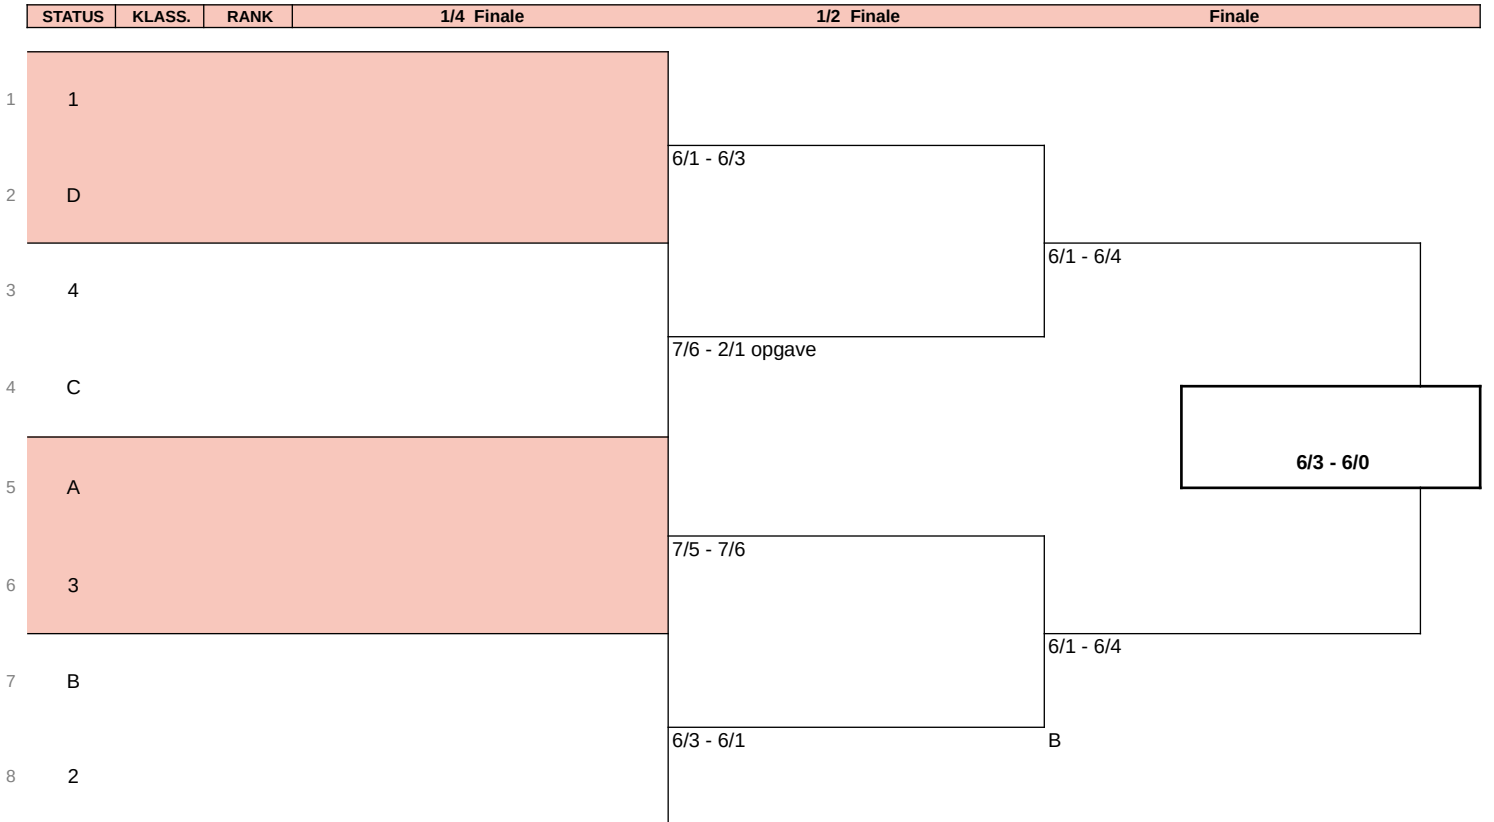 STATUS KLASS. RANK 1/4 Finale 1/2 Finale Finale
1 1
6/1 - 6/3
2 D
6/1 - 6/4
3 4
7/6 - 2/1 opgave
4 C
6/3 - 6/0
5 A
7/5 - 7/6
6 3
6/1 - 6/4
7 B
6/3 - 6/1 B
8 2